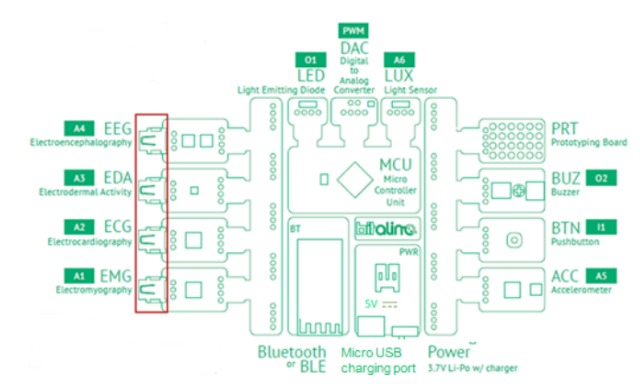 PWM
DAC
Digital
to
Analog
Converter
O1
LED
Light Emitting Diode
A6
LUX
Light Sensor
A4 EEG
Electroencephalography
A3 EDA
Electrodermal Activity
A2 ECG
Electrocardiography
A1 EMG
Electromyography
MCU
Micro
Controller
Unit
bitalino
BT
PWR
5V
PRT
Prototyping Board
BUZ O2
Buzzer
BTN I1
Pushbutton
ACC A5
Accelerometer
Bluetooth
or BLE
Micro USB
charging port
Power
3.7V Li-Po w/ charger